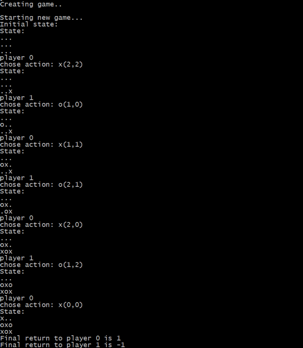 Creating game..
Starting new game...
Initial state:
State:
...
...
...
player 0
chose action: x(2,2)
State:
...
...
..x
player 1
chose action: o(1,0)
State:
...
o..
..x
player 0
chose action: x(1,1)
State:
...
ox.
..x
player 1
chose action: o(2,1)
State:
...
ox.
.ox
player 0
chose action: x(2,0)
State:
...
ox.
xox
player 1
chose action: o(1,2)
State:
...
oxo
xox
player 0
chose action: x(0,0)
State:
x..
oxo
xox
Final return to player 0 is 1
Final return to player 1 is -1